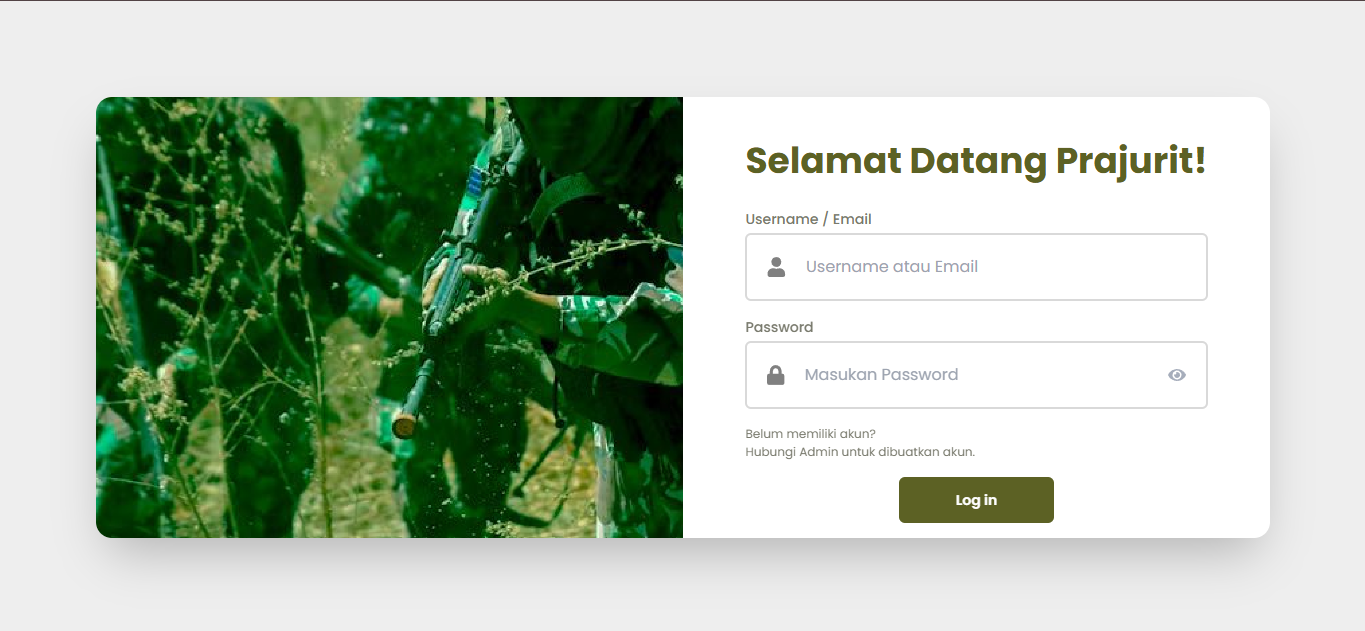 Selamat Datang Prajurit!
Username / Email
Username atau Email
Password
Masukan Password
Belum memiliki akun?
Hubungi Admin untuk dibuatkan akun.
Log in